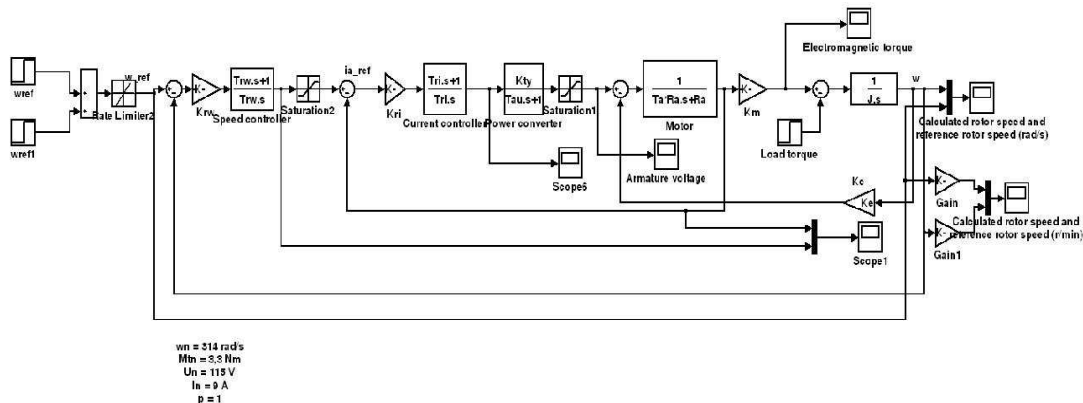 Electromagnetic torque
wref
wref1
w_ref
Rate Limiter2
K-
Krw
Trw.s+1
Trw.s
Speed controller
Saturation2
ia_ref
K-
Kri
Tri.s+1
Tri.s
Current controller
Kty
Tau.s+1
Power converter
Saturation1
1
Ta*Ra.s+Ra
Motor
K-
Km
Load torque
1
J.s
w
Calculated rotor speed and
reference rotor speed (rad/s)
Scope5
Armature voltage
Ke
K-
Gain
Calculated rotor speed and
reference rotor speed (r/min)
K-
Gain1
Scope1
wn = 314 rad/s
Mtn = 3,3 Nm
Un = 115 V
In = 9 A
p = 1